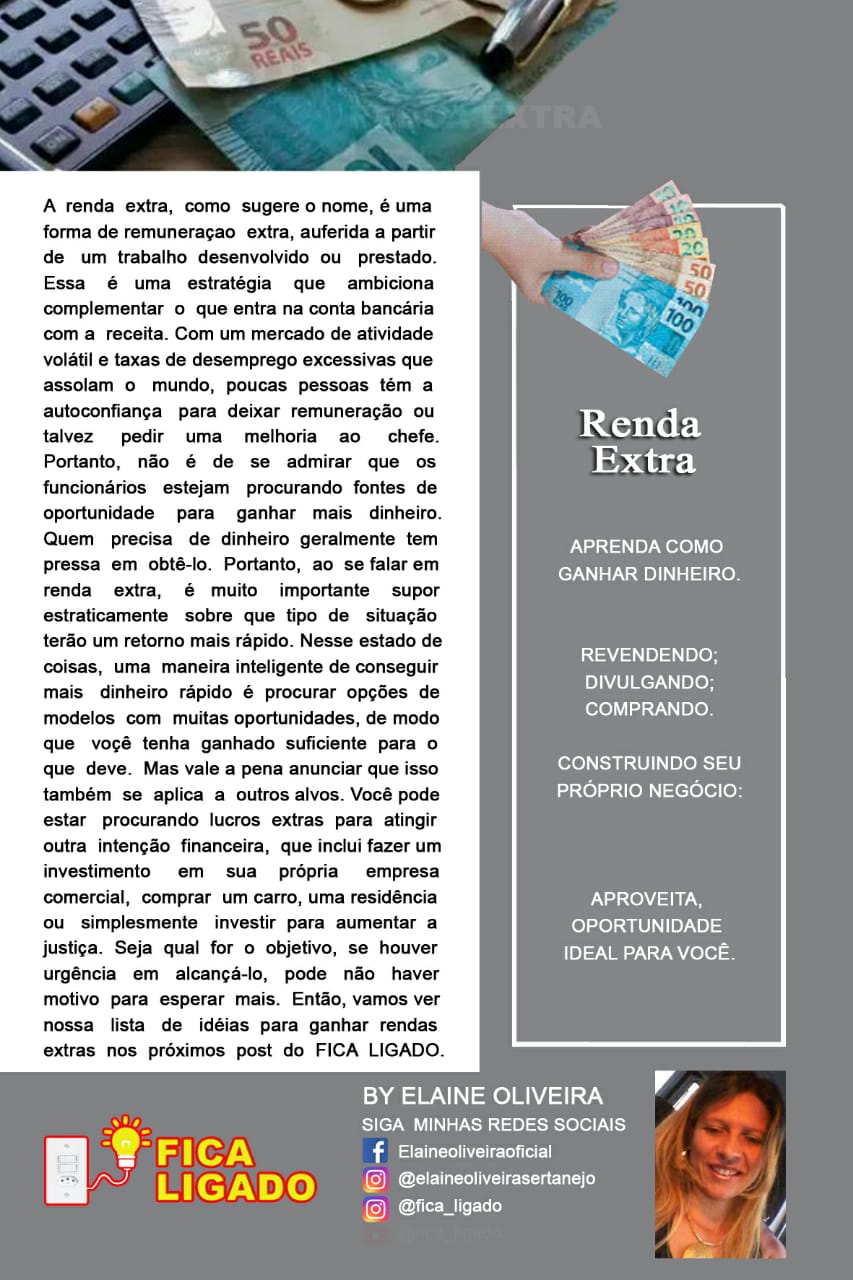 50
REAIS
EXTRA
A renda extra, como sugere o nome, é uma
forma de remuneraçao extra, auferida a partir
de um trabalho desenvolvido ou prestado.
Essa é uma estratégia que ambiciona
complementar o que entra na conta bancária
com a receita. Com um mercado de atividade
volátil e taxas de desemprego excessivas que
assolam o mundo, poucas pessoas têm a
autoconfiança para deixar remuneração ou
talvez pedir uma melhoria ao chefe.
Portanto, não é de se admirar que os
funcionários estejam procurando fontes de
oportunidade para ganhar mais dinheiro.
Quem precisa de dinheiro geralmente tem
pressa em obtê-lo. Portanto, ao se falar em
renda extra, é muito importante supor
estraticamente sobre que tipo de situação
terão um retorno mais rápido. Nesse estado de
coisas, uma maneira inteligente de conseguir
mais dinheiro rápido é procurar opções de
modelos com muitas oportunidades, de modo
que voçê tenha ganhado suficiente para o
que deve. Mas vale a pena anunciar que isso
também se aplica a outros alvos. Você pode
estar procurando lucros extras para atingir
outra intenção financeira, que inclui fazer um
investimento em sua própria empresa
comercial, comprar um carro, uma residência
ou simplesmente investir para aumentar a
justiça. Seja qual for o objetivo, se houver
urgência em alcançá-lo, pode não haver
motivo para esperar mais. Então, vamos ver
nossa lista de idéias para ganhar rendas
extras nos próximos post do FICA LIGADO.
20
50
50
100
100
100
Renda
Extra
APRENDA COMO
GANHAR DINHEIRO.
REVENDENDO;
DIVULGANDO;
COMPRANDO.
CONSTRUINDO SEU
PRÓPRIO NEGÓCIO:
APROVEITA,
OPORTUNIDADE
IDEAL PARA VOCÊ.
FICA
LIGADO
BY ELAINE OLIVEIRA
SIGA MINHAS REDES SOCIAIS
Elaineoliveiraoficial
@elaineoliveirasertanejo
@fica_ligado
@fica_ligado